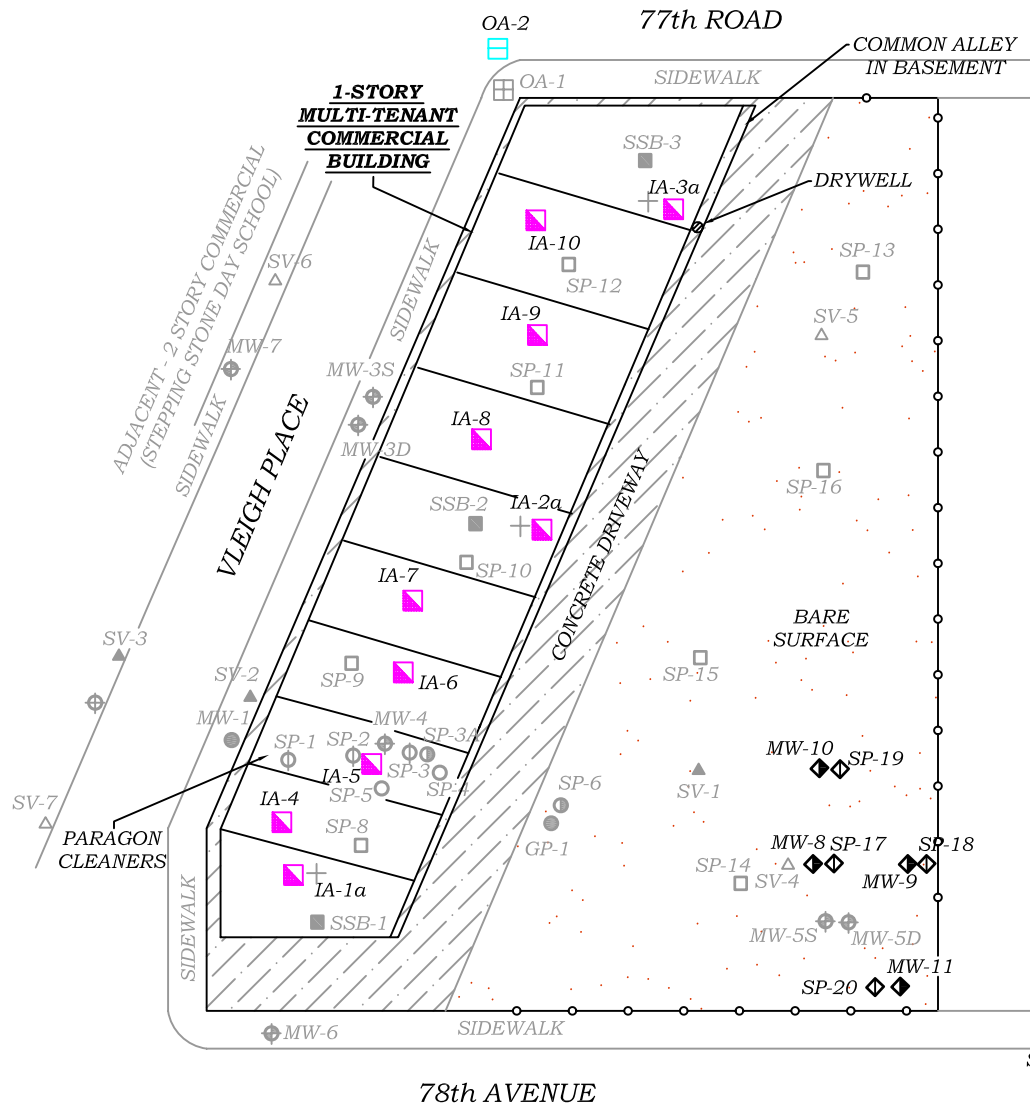 77th ROAD
OA-2
COMMON ALLEY
IN BASEMENT
SIDEWALK
OA-1
1-STORY
MULTI-TENANT
COMMERCIAL
BUILDING
SSB-3
IA-3a
DRYWELL
ADJACENT - 2 STORY COMMERCIAL
(STEPPING STONE DAY SCHOOL)
SIDEWALK
SV-6
IA-10
SP-12
SP-13
IA-9
SV-5
MW-7
MW-3S
SP-11
SIDEWALK
VLEIGH PLACE
MW-3D
IA-8
CONCRETE DRIVEWAY
SP-16
SSB-2
IA-2a
SP-10
IA-7
BARE
SURFACE
SV-3
SP-9
IA-6
SP-15
SV-2
MW-1
SP-1
SP-2
MW-4
SP-3A
IA-5
SP-3
SP-4
SP-5
MW-10
SP-19
SV-1
SV-7
IA-4
SP-6
PARAGON
CLEANERS
SP-8
GP-1
MW-8
SP-17
SP-18
SP-14
SV-4
MW-9
IA-1a
SSB-1
SIDEWALK
MW-5S
MW-5D
SP-20
MW-11
MW-6
SIDEWALK
78th AVENUE